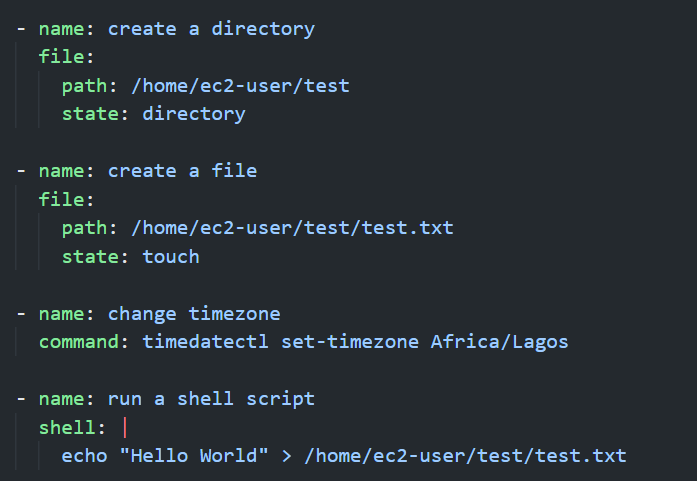 - name: create a directory
  file:
    path: /home/ec2-user/test
    state: directory

- name: create a file
  file:
    path: /home/ec2-user/test/test.txt
    state: touch

- name: change timezone
  command: timedatectl set-timezone Africa/Lagos

- name: run a shell script
  shell: |
    echo "Hello World" > /home/ec2-user/test/test.txt